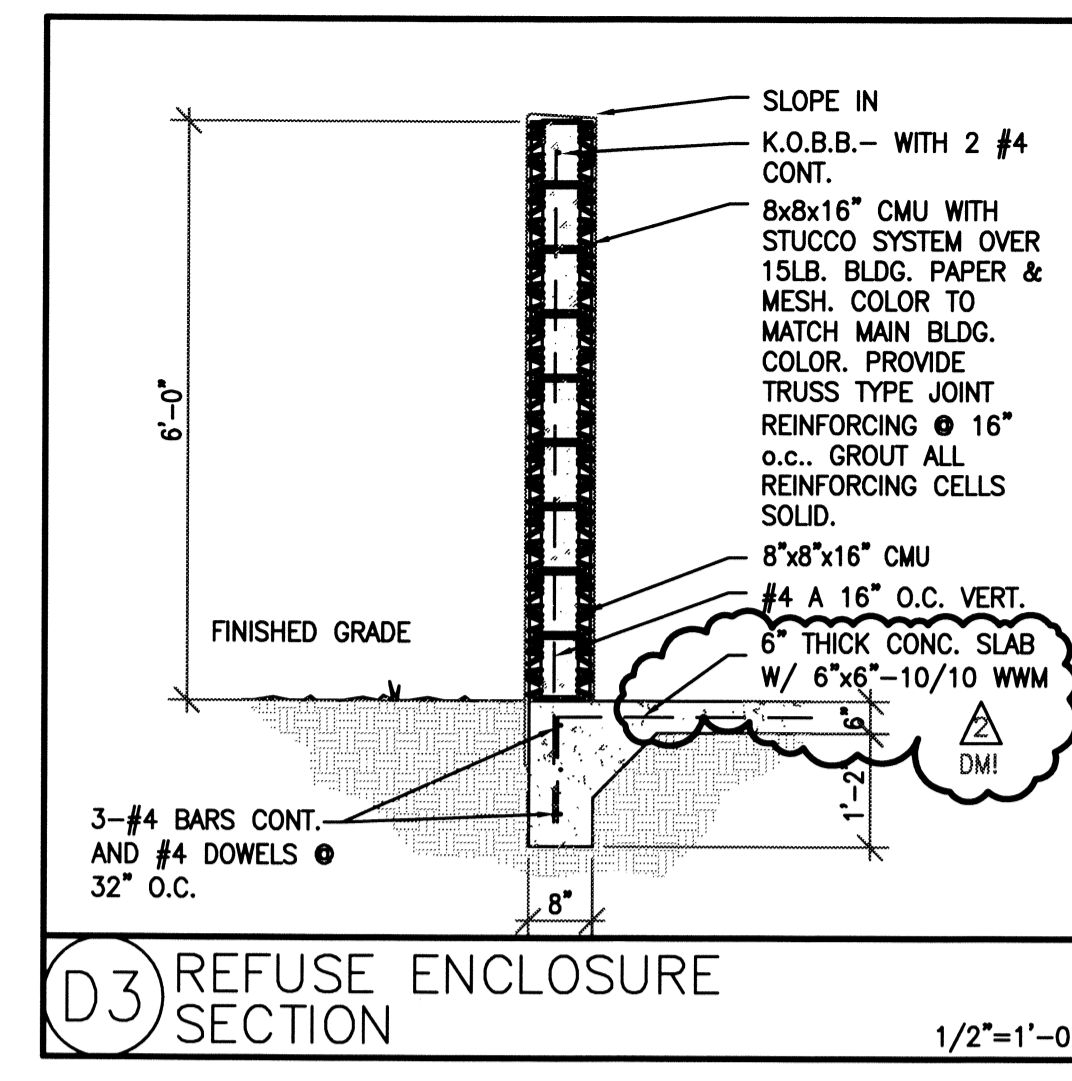 SLOPE IN
K.O.B.B.- WITH 2 #4
CONT.
8x8x16" CMU WITH
STUCCO SYSTEM OVER
15LB. BLDG. PAPER &
MESH. COLOR TO
MATCH MAIN BLDG.
COLOR. PROVIDE
TRUSS TYPE JOINT
REINFORCING @ 16"
o.c.. GROUT ALL
REINFORCING CELLS
SOLID.
8"x8"x16" CMU
#4 A 16" O.C. VERT.
6" THICK CONC. SLAB
W/ 6"x6"-10/10 WWM
6'-0"
FINISHED GRADE
6"
1'-2"
2
DM!
3-#4 BARS CONT.
AND #4 DOWELS @
32" O.C.
8"
D3
REFUSE ENCLOSURE
SECTION
1/2"=1'-0